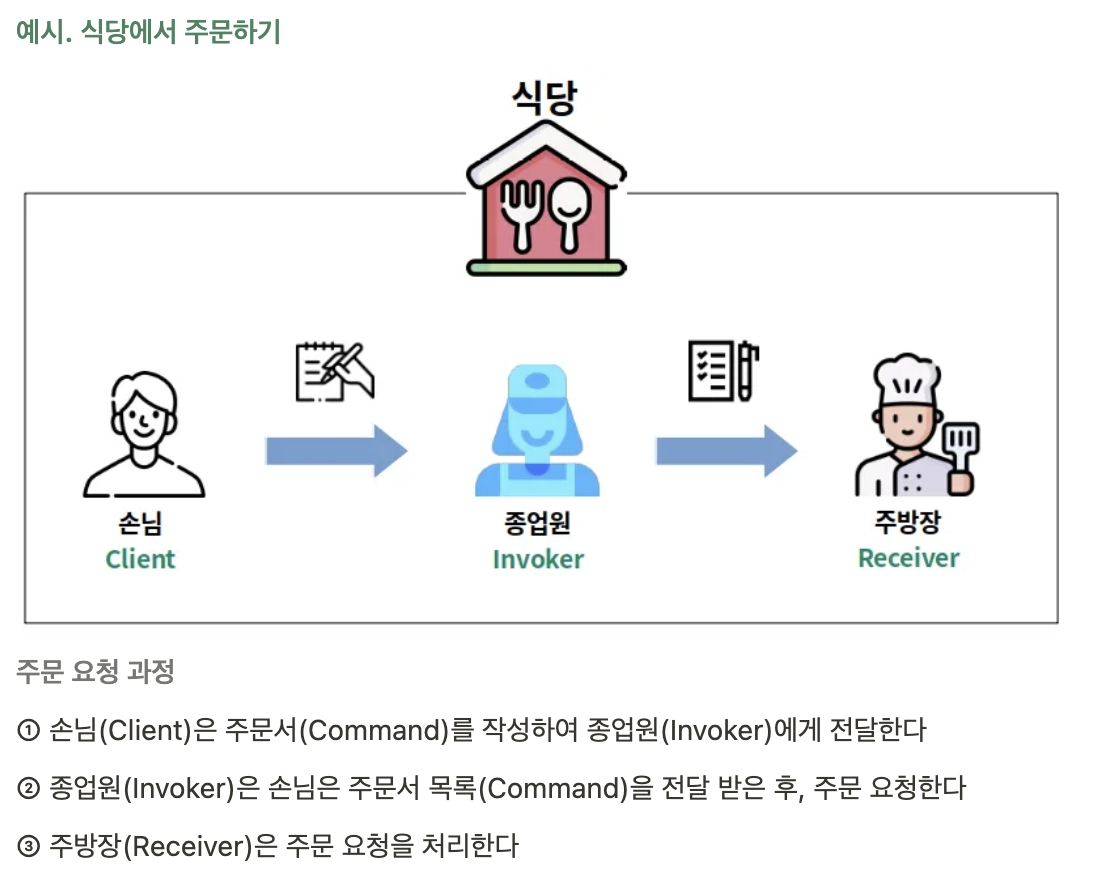 예시. 식당에서 주문하기
식당
손님
Client
종업원
Invoker
주방장
Receiver
주문 요청 과정
① 손님(Client)은 주문서(Command)를 작성하여 종업원(Invoker)에게 전달한다
② 종업원(Invoker)은 손님은 주문서 목록(Command)을 전달 받은 후, 주문 요청한다
③ 주방장(Receiver)은 주문 요청을 처리한다